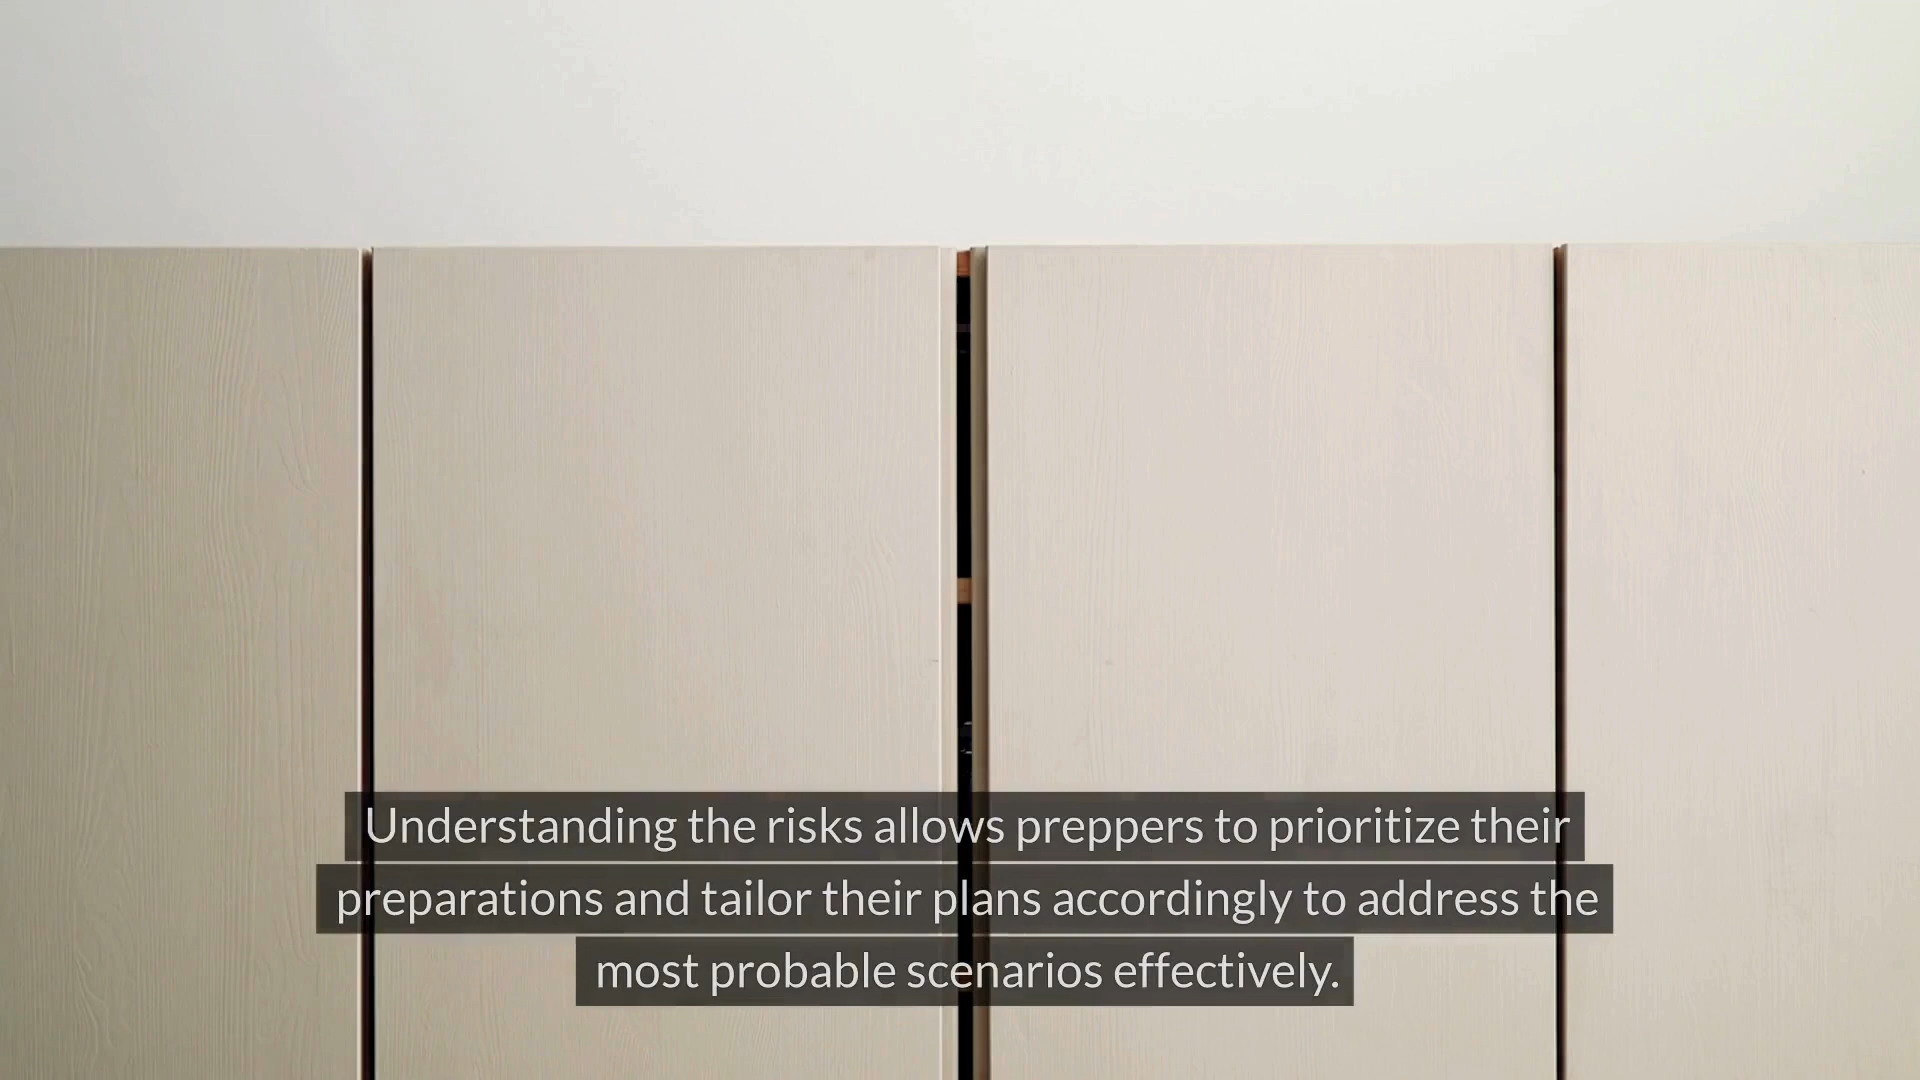 Understanding the risks allows preppers to prioritize their
preparations and tailor their plans accordingly to address the
most probable scenarios effectively.